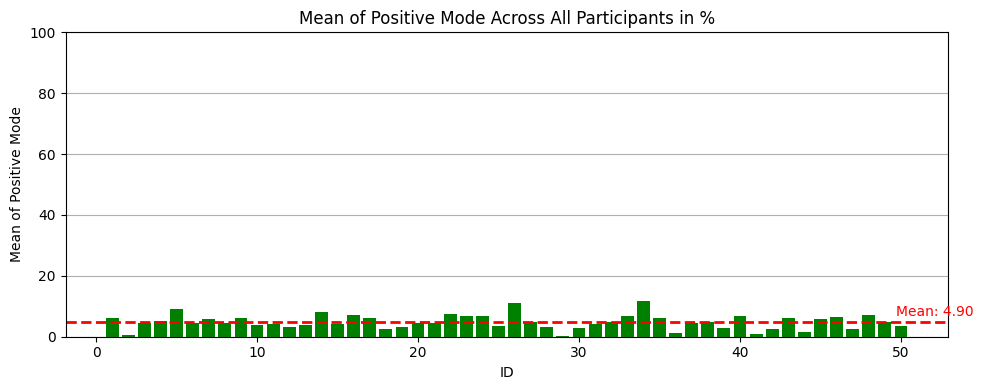 Mean of Positive Mode Across All Participants in %
Mean of Positive Mode
100
80
60
40
20
0
Mean: 4.90
0 10 20 30 40 50
ID